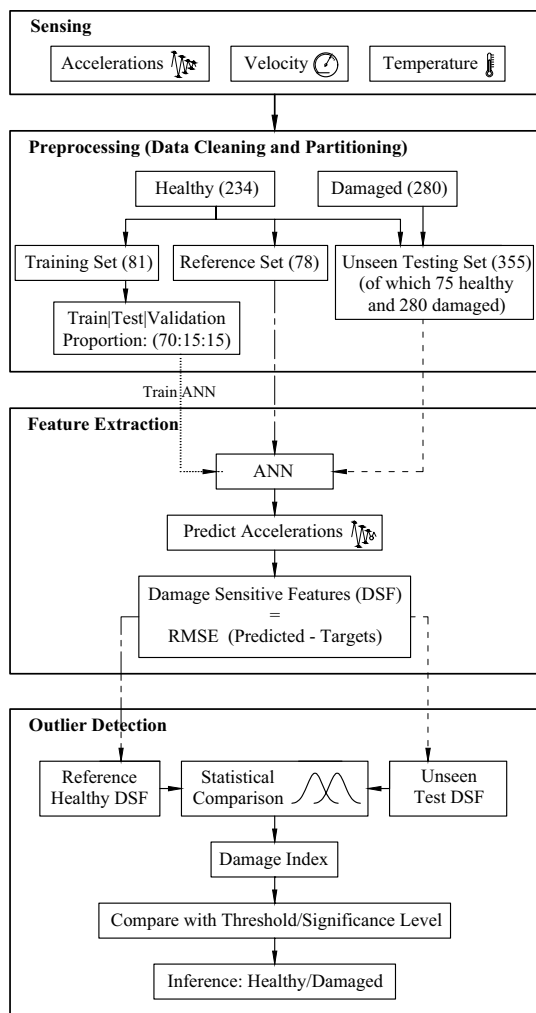 Sensing
Accelerations
Velocity
Temperature
Preprocessing (Data Cleaning and Partitioning)
Healthy (234)
Damaged (280)
Training Set (81)
Reference Set (78)
Unseen Testing Set (355)
(of which 75 healthy
and 280 damaged)
Train|Test|Validation
Proportion: (70:15:15)
Train ANN
Feature Extraction
ANN
Predict Accelerations
Damage Sensitive Features (DSF)
=
RMSE (Predicted - Targets)
Outlier Detection
Reference
Healthy DSF
Statistical
Comparison
Unseen
Test DSF
Damage Index
Compare with Threshold/Significance Level
Inference: Healthy/Damaged